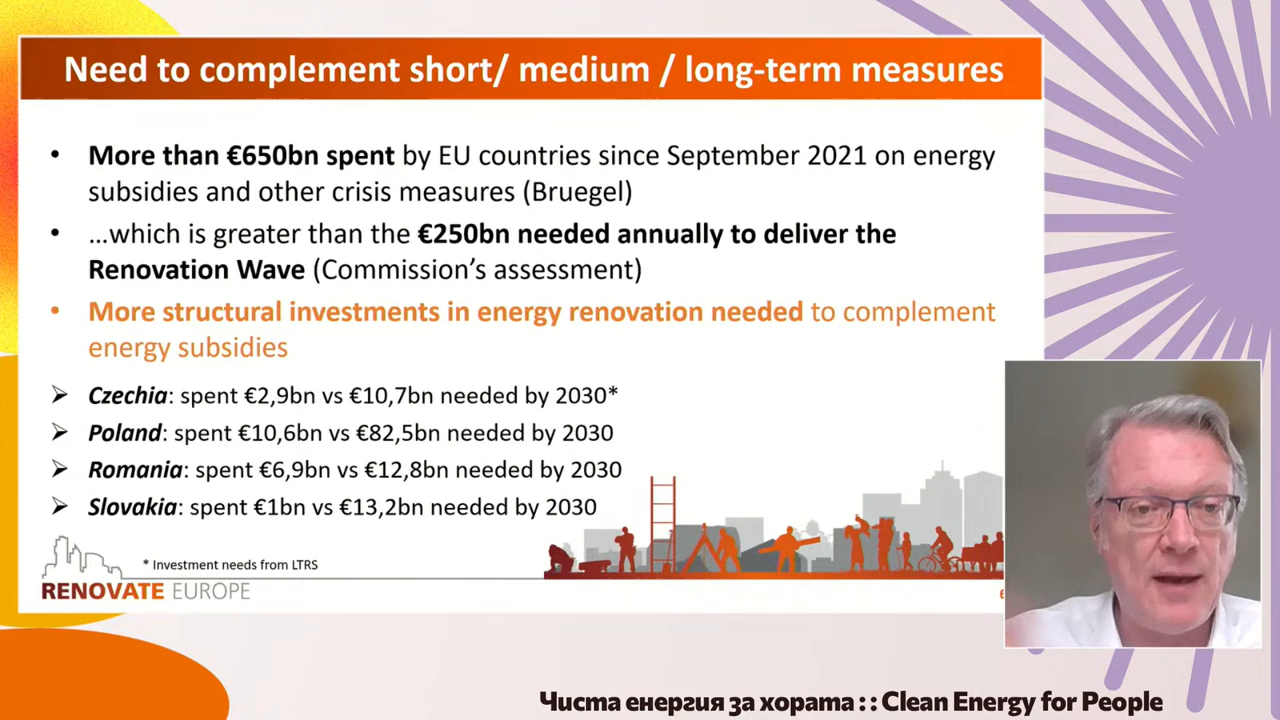 Need to complement short/ medium / long-term measures
• More than €650bn spent by EU countries since September 2021 on energy
subsidies and other crisis measures (Bruegel)
• …which is greater than the €250bn needed annually to deliver the
Renovation Wave (Commission's assessment)
• More structural investments in energy renovation needed to complement
energy subsidies
➢ Czechia: spent €2,9bn vs €10,7bn needed by 2030*
➢ Poland: spent €10,6bn vs €82,5bn needed by 2030
➢ Romania: spent €6,9bn vs €12,8bn needed by 2030
➢ Slovakia: spent €1bn vs €13,2bn needed by 2030
* Investment needs from LTRS
RENOVATE EUROPE
Чиста енергия за хората :: Clean Energy for People